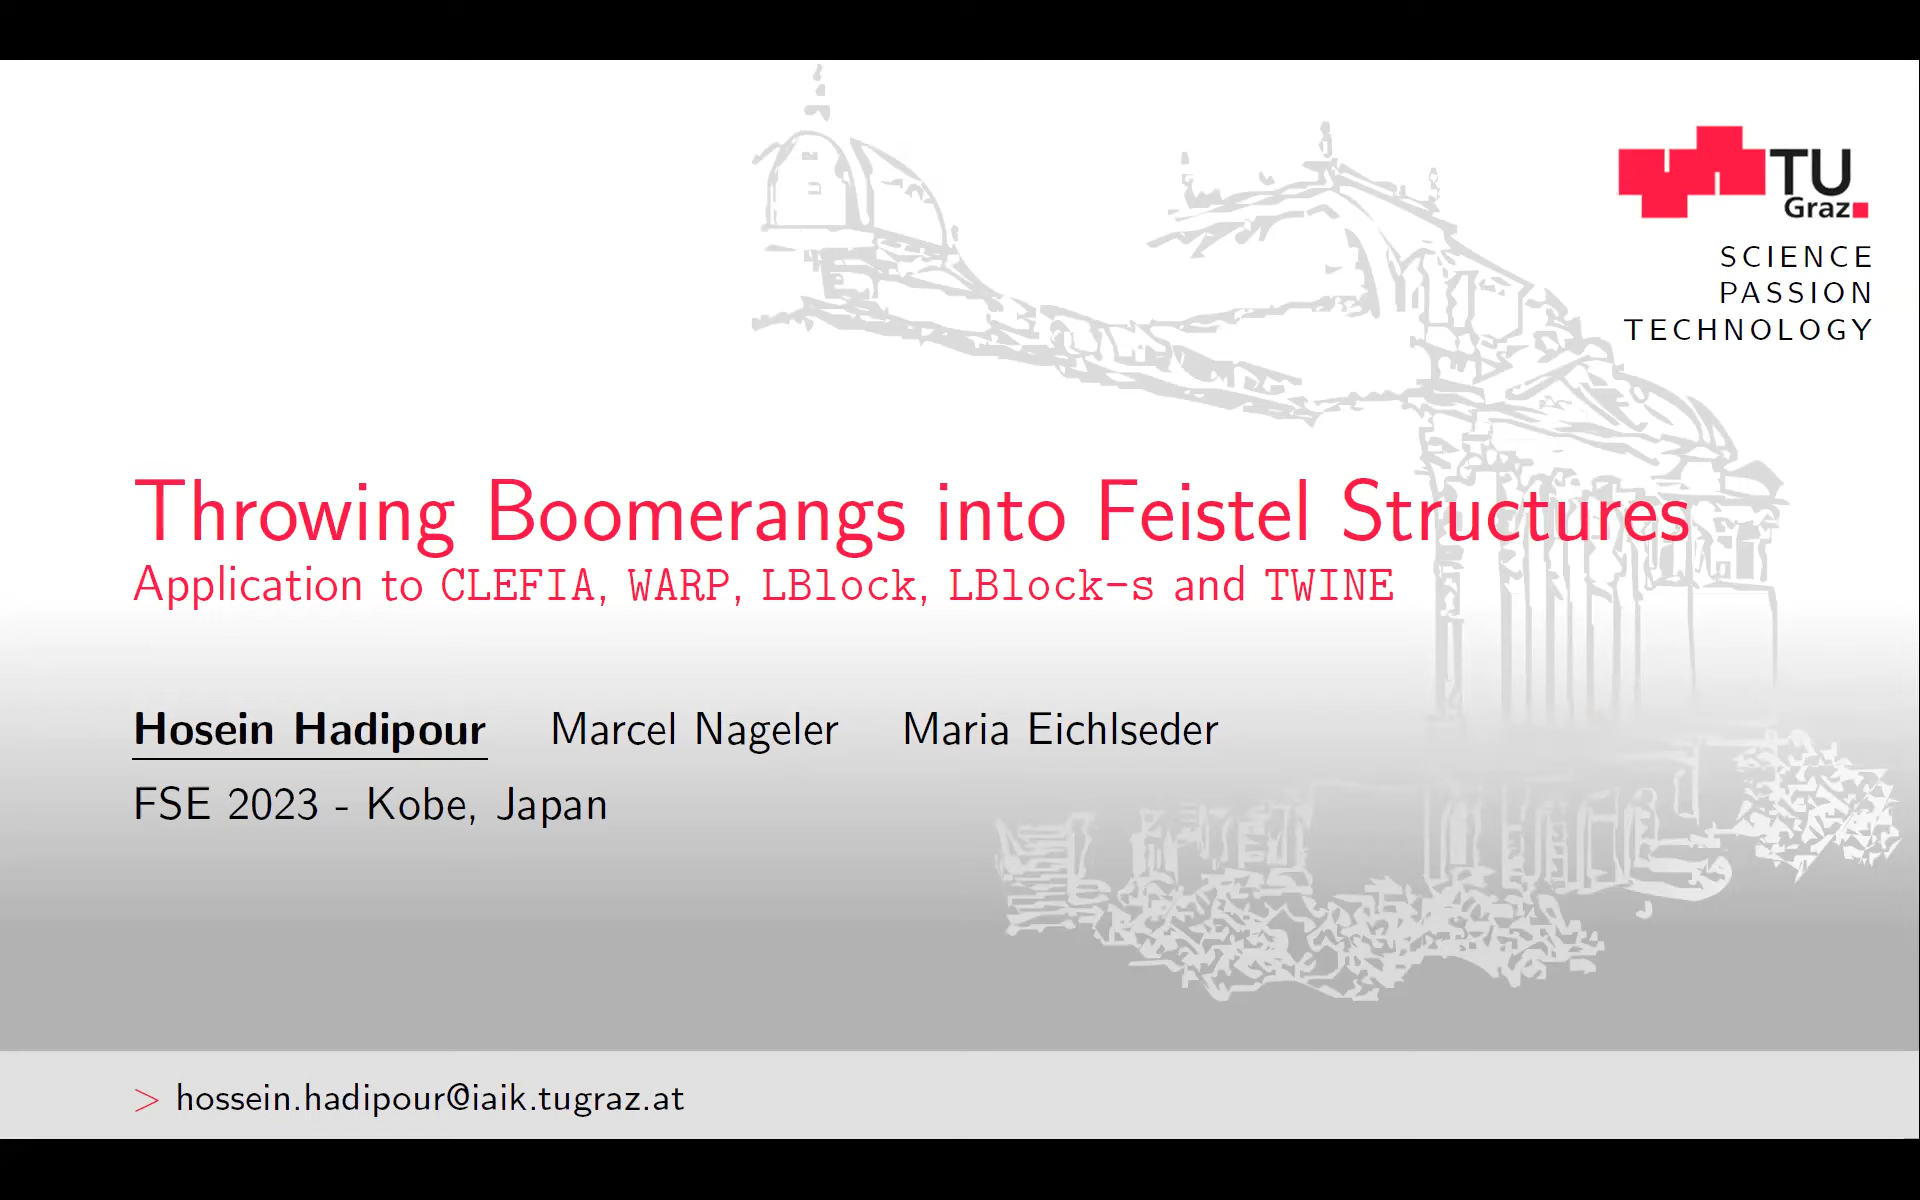 TU
Graz
SCIENCE
PASSION
TECHNOLOGY
Throwing Boomerangs into Feistel Structures
Application to CLEFIA, WARP, LBlock, LBlock-s and TWINE
Hosein Hadipour Marcel Nageler Maria Eichlseder
FSE 2023 - Kobe, Japan
> hossein.hadipour@iaik.tugraz.at